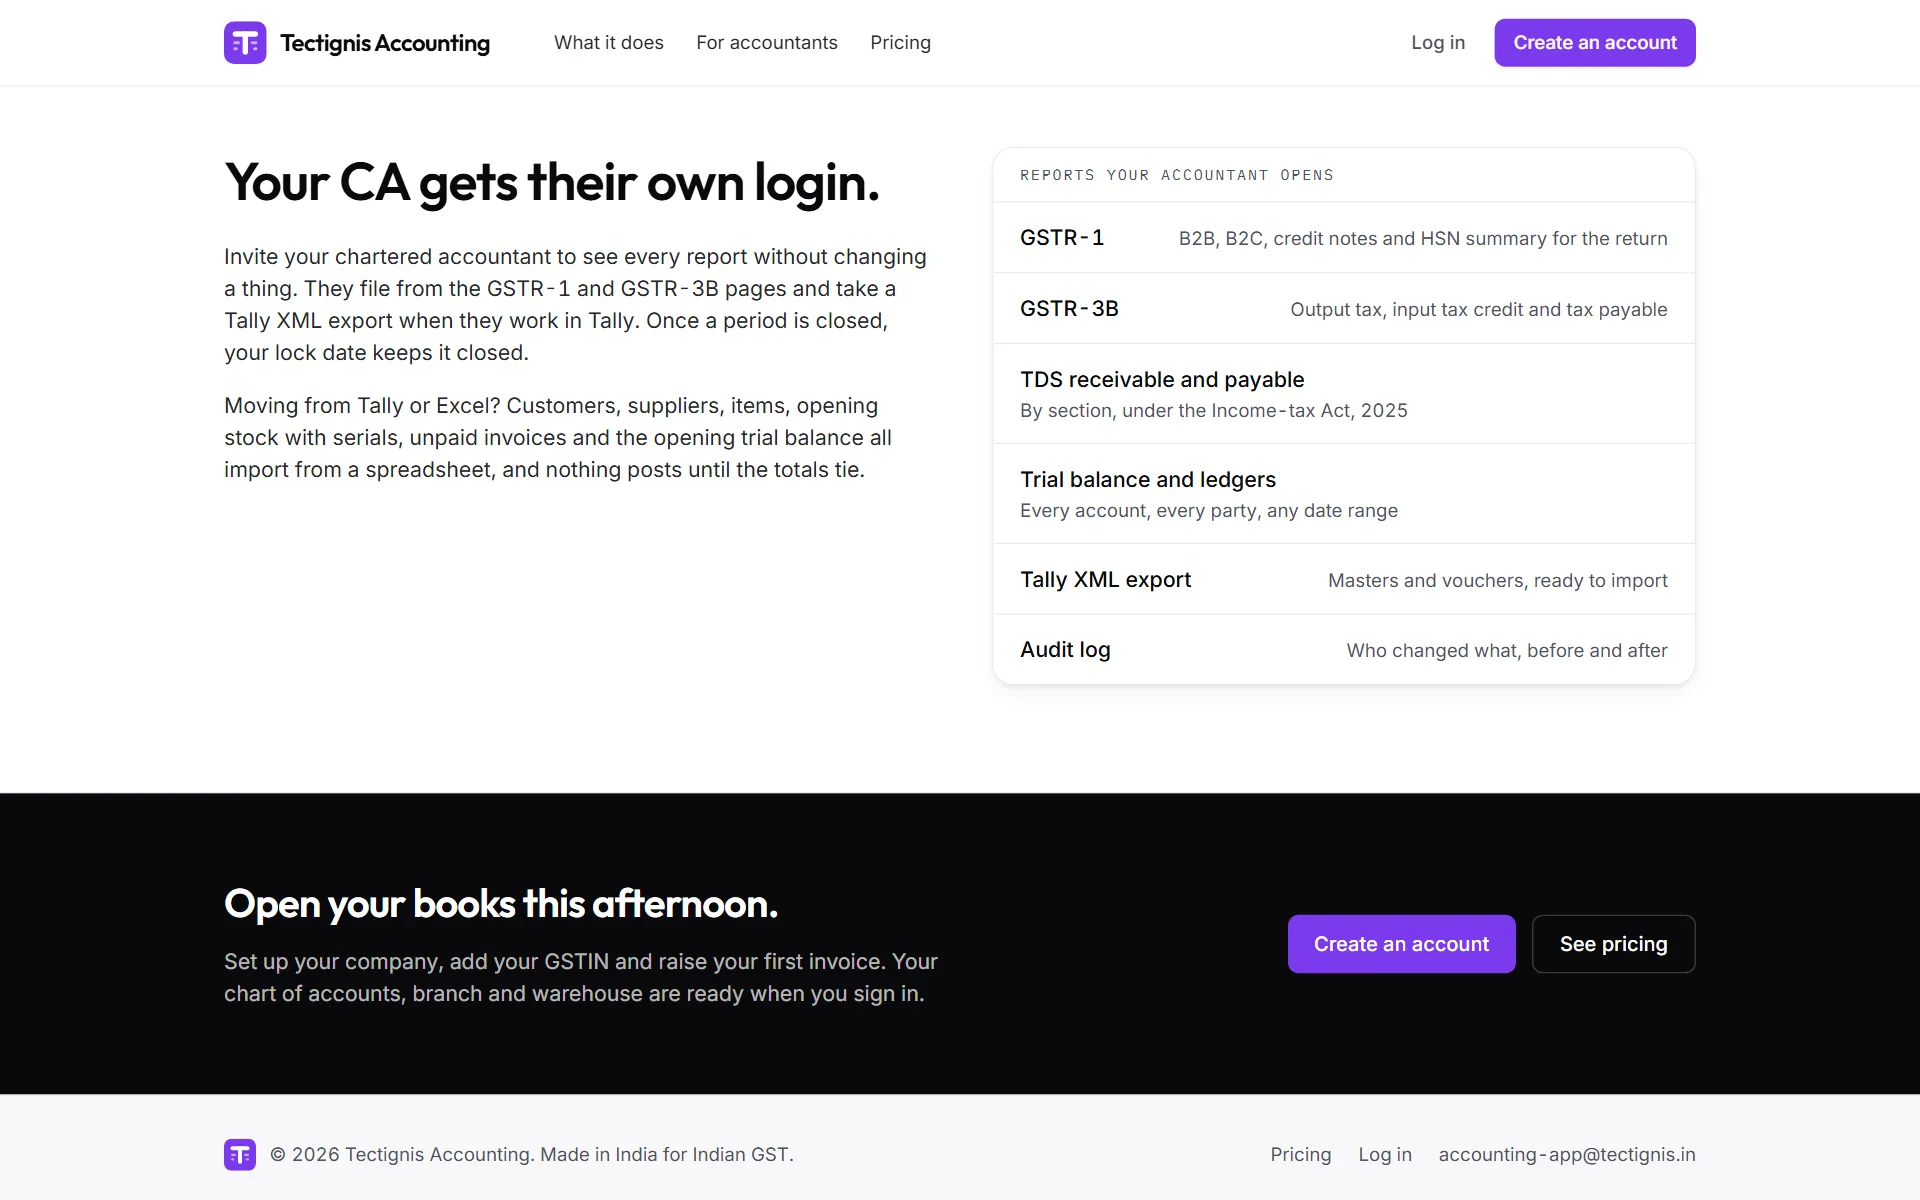 Tectignis Accounting
What it does
For accountants
Pricing
Log in
Create an account
Your CA gets their own login.
Invite your chartered accountant to see every report without changing
a thing. They file from the GSTR-1 and GSTR-3B pages and take a
Tally XML export when they work in Tally. Once a period is closed,
your lock date keeps it closed.
Moving from Tally or Excel? Customers, suppliers, items, opening
stock with serials, unpaid invoices and the opening trial balance all
import from a spreadsheet, and nothing posts until the totals tie.
REPORTS YOUR ACCOUNTANT OPENS
GSTR-1
B2B, B2C, credit notes and HSN summary for the return
GSTR-3B
Output tax, input tax credit and tax payable
TDS receivable and payable
By section, under the Income-tax Act, 2025
Trial balance and ledgers
Every account, every party, any date range
Tally XML export
Masters and vouchers, ready to import
Audit log
Who changed what, before and after
Open your books this afternoon.
Set up your company, add your GSTIN and raise your first invoice. Your
chart of accounts, branch and warehouse are ready when you sign in.
Create an account
See pricing
© 2026 Tectignis Accounting. Made in India for Indian GST.
Pricing
Log in
accounting-app@tectignis.in